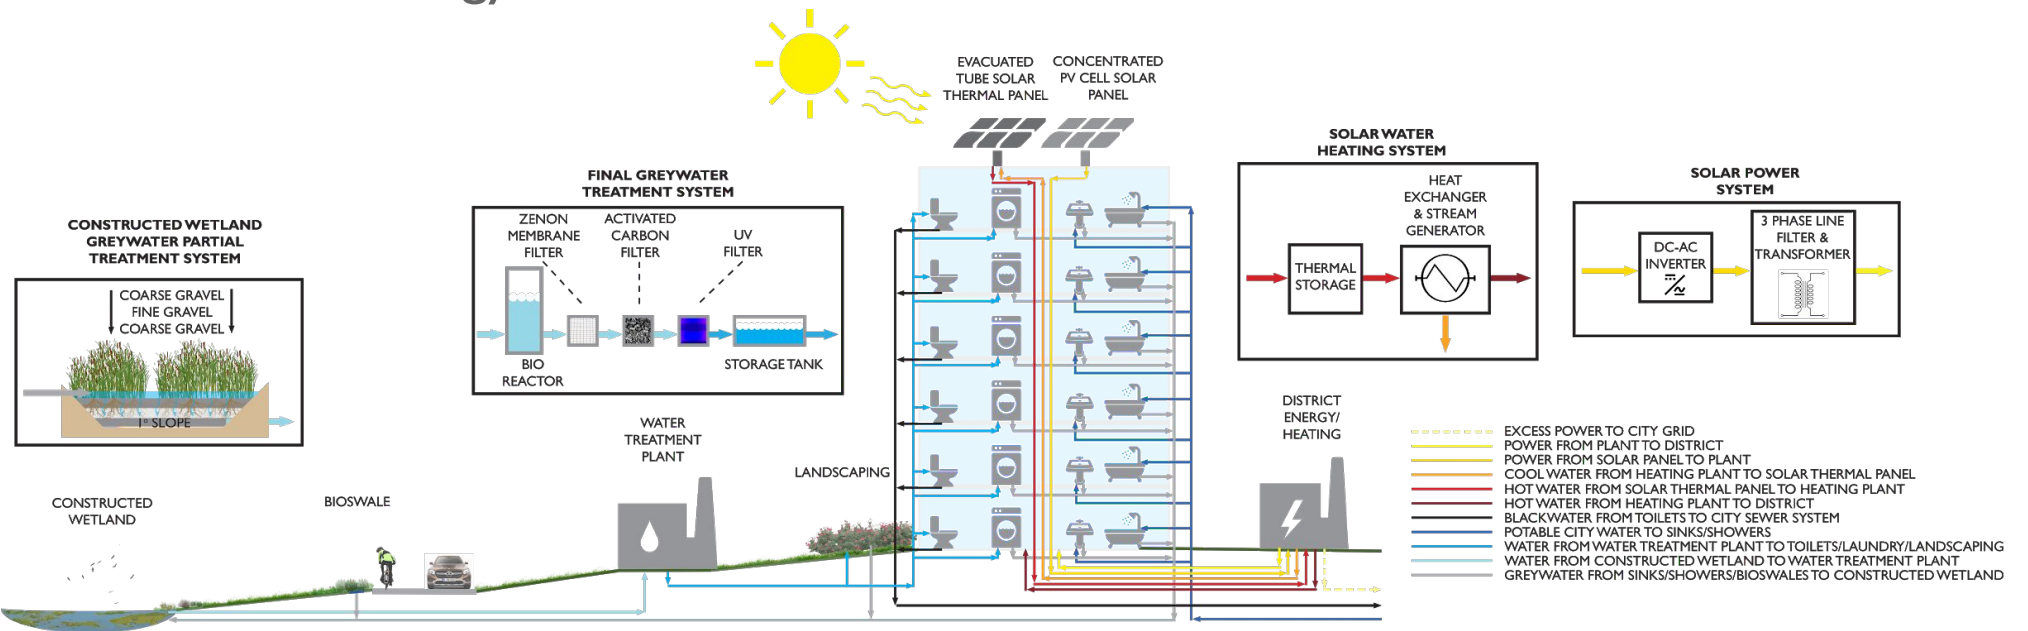 EVACUATED
TUBE SOLAR
THERMAL PANEL
CONCENTRATED
PV CELL SOLAR
PANEL
SOLAR WATER
HEATING SYSTEM
HEAT
EXCHANGER
& STREAM
GENERATOR
THERMAL
STORAGE
SOLAR POWER
SYSTEM
3 PHASE LINE
FILTER &
TRANSFORMER
DC-AC
INVERTER
FINAL GREYWATER
TREATMENT SYSTEM
ZENON
MEMBRANE
FILTER
ACTIVATED
CARBON
FILTER
UV
FILTER
BIO
REACTOR
STORAGE TANK
CONSTRUCTED WETLAND
GREYWATER PARTIAL
TREATMENT SYSTEM
COARSE GRAVEL
FINE GRAVEL
COARSE GRAVEL
1° SLOPE
WATER
TREATMENT
PLANT
LANDSCAPING
CONSTRUCTED
WETLAND
BIOSWALE
DISTRICT
ENERGY/
HEATING
EXCESS POWER TO CITY GRID
POWER FROM PLANT TO DISTRICT
POWER FROM SOLAR PANEL TO PLANT
COOL WATER FROM HEATING PLANT TO SOLAR THERMAL PANEL
HOT WATER FROM SOLAR THERMAL PANEL TO HEATING PLANT
HOT WATER FROM HEATING PLANT TO DISTRICT
BLACKWATER FROM TOILETS TO CITY SEWER SYSTEM
POTABLE CITY WATER TO SINKS/SHOWERS
WATER FROM WATER TREATMENT PLANT TO TOILETS/LAUNDRY/LANDSCAPING
WATER FROM CONSTRUCTED WETLAND TO WATER TREATMENT PLANT
GREYWATER FROM SINKS/SHOWERS/BIOSWALES TO CONSTRUCTED WETLAND